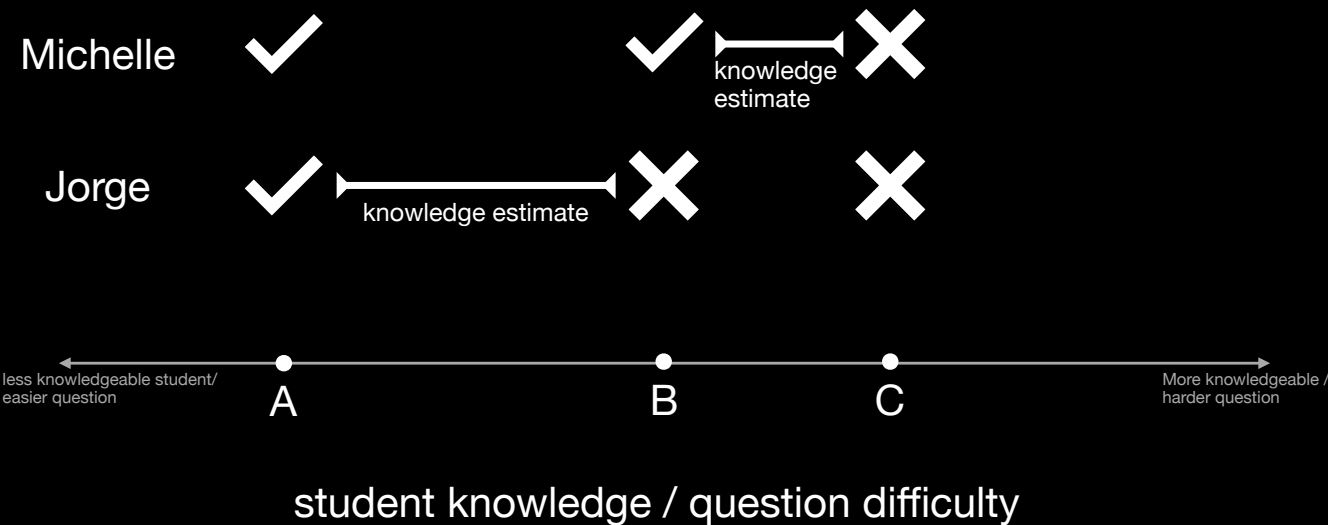 Michelle
knowledge
estimate
Jorge
knowledge estimate
less knowledgeable student/
easier question
More knowledgeable /
harder question
A
B
C
student knowledge / question difficulty